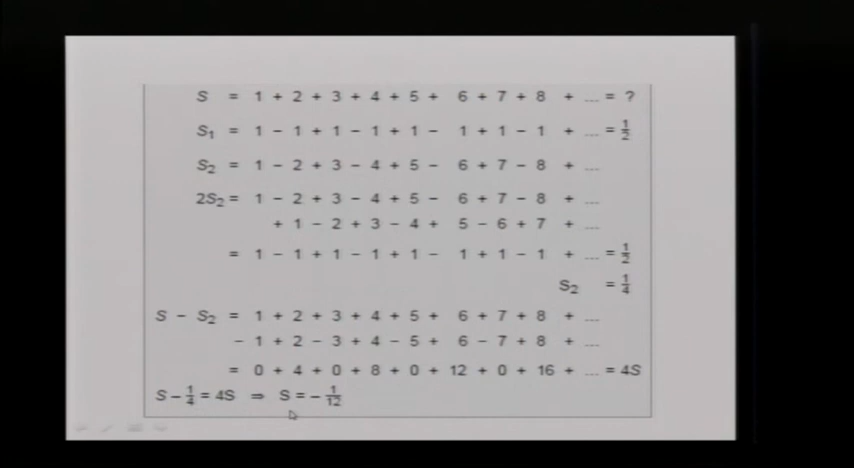 S = 1 + 2 + 3 + 4 + 5 + 6 + 7 + 8 + ... = ?
S₁ = 1 − 1 + 1 − 1 + 1 − 1 + 1 − 1 + ... = 1/2
S₂ = 1 − 2 + 3 − 4 + 5 − 6 + 7 − 8 + ...
2S₂ = 1 − 2 + 3 − 4 + 5 − 6 + 7 − 8 + ...
+ 1 − 2 + 3 − 4 + 5 − 6 + 7 + ...
= 1 − 1 + 1 − 1 + 1 − 1 + 1 − 1 + ... = 1/2
S₂ = 1/4
S − S₂ = 1 + 2 + 3 + 4 + 5 + 6 + 7 + 8 + ...
− 1 + 2 − 3 + 4 − 5 + 6 − 7 + 8 + ...
= 0 + 4 + 0 + 8 + 0 + 12 + 0 + 16 + ... = 4S
S − 1/4 = 4S ⇒ S = − 1/12